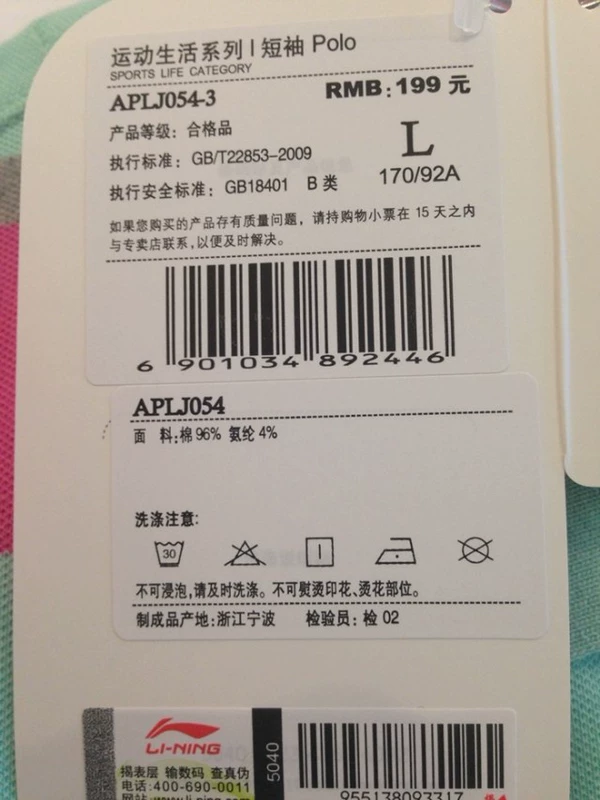 运动生活系列 | 短袖 Polo
SPORTS LIFE CATEGORY
APLJ054-3
RMB: 199 元
产品等级: 合格品
L
执行标准: GB/T22853-2009
170/92A
执行安全标准: GB18401 B 类
如果您购买的产品存有质量问题, 请持购物小票在 15 天之内
与专卖店联系,以便及时解决。
6 901034 892446
APLJ054
面 料:棉 96% 氨纶 4%
洗涤注意:
30
不可浸泡,请及时洗涤。不可熨烫印花、烫花部位。
制成品产地:浙江宁波 检验员: 检 02
LI-NING
揭表层 输数码 查真伪
电话:400-690-0011
网站:www.li-ning.com
5040
955138093317